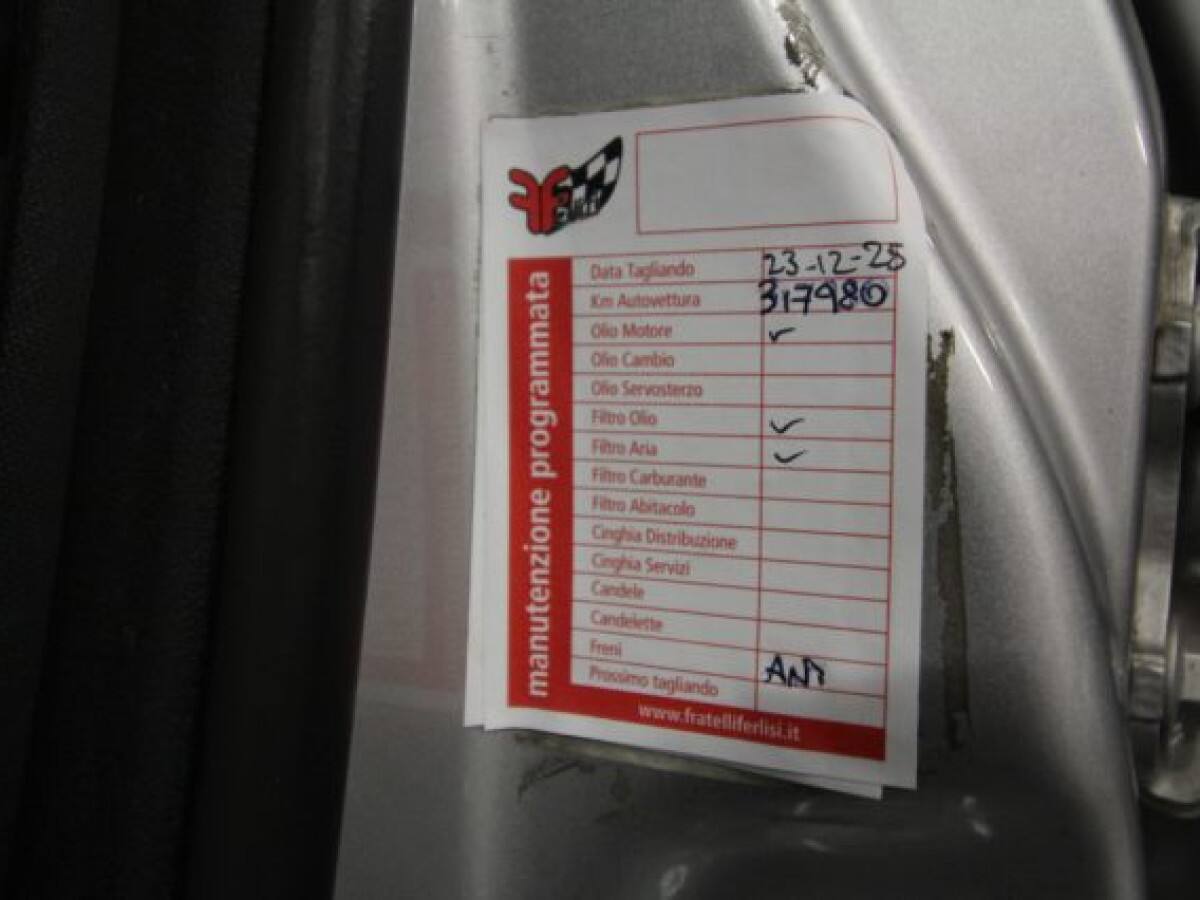 manutenzione programmata
Data Tagliando 23-12-25
Km Autovettura 317980
Olio Motore ✓
Olio Cambio
Olio Servosterzo
Filtro Olio ✓
Filtro Aria ✓
Filtro Carburante
Filtro Abitacolo
Cinghia Distribuzione
Cinghia Servizi
Candele
Candelette
Freni ANT
Prossimo tagliando
www.fratelliferlisi.it